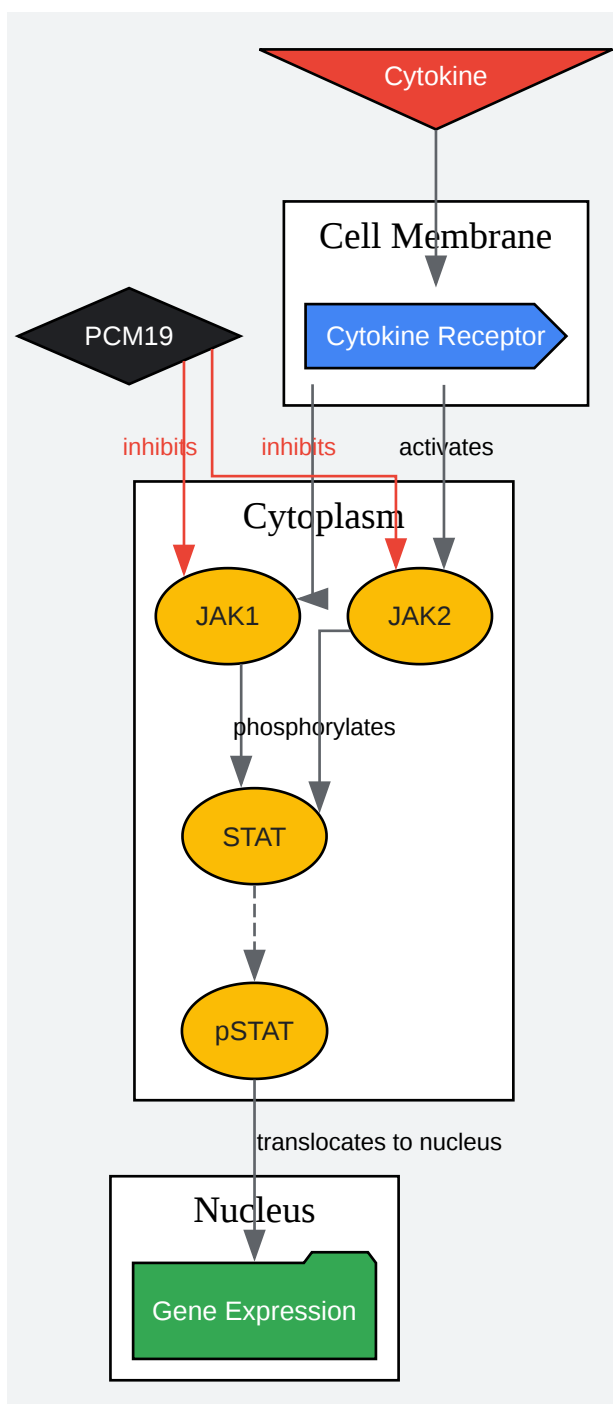 Cytokine
Cell Membrane
PCM19
Cytokine Receptor
inhibits
inhibits
activates
Cytoplasm
JAK1
JAK2
phosphorylates
STAT
pSTAT
translocates to nucleus
Nucleus
Gene Expression